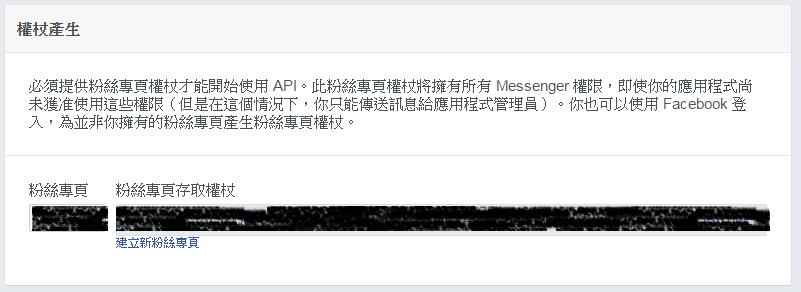 權杖產生
必須提供粉絲專頁權杖才能開始使用 API。此粉絲專頁權杖將擁有所有 Messenger 權限，即使你的應用程式尚
未獲准使用這些權限（但是在這個情況下，你只能傳送訊息給應用程式管理員）。你也可以使用 Facebook 登
入，為並非你擁有的粉絲專頁產生粉絲專頁權杖。
粉絲專頁 粉絲專頁存取權杖
建立新粉絲專頁